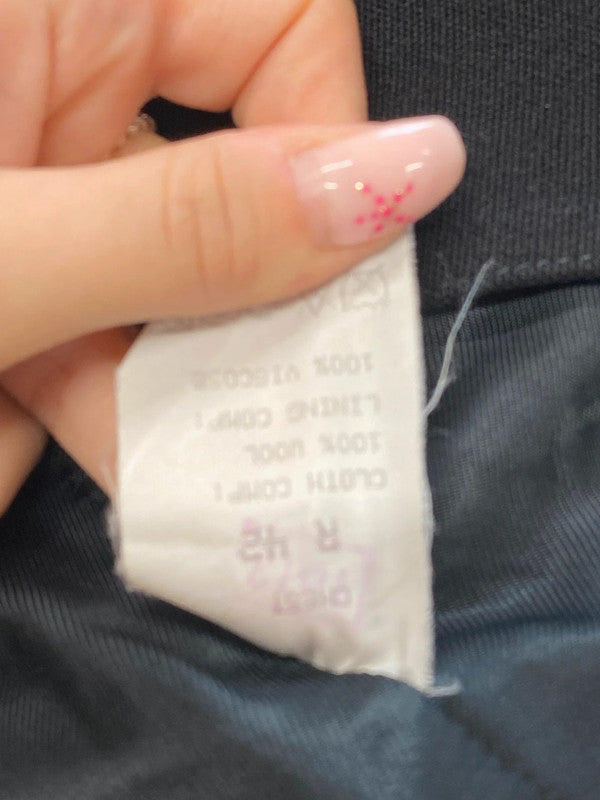 CHEST
R 42
CLOTH COMP:
100% WOOL
LINING COMP:
100% VISCOSE